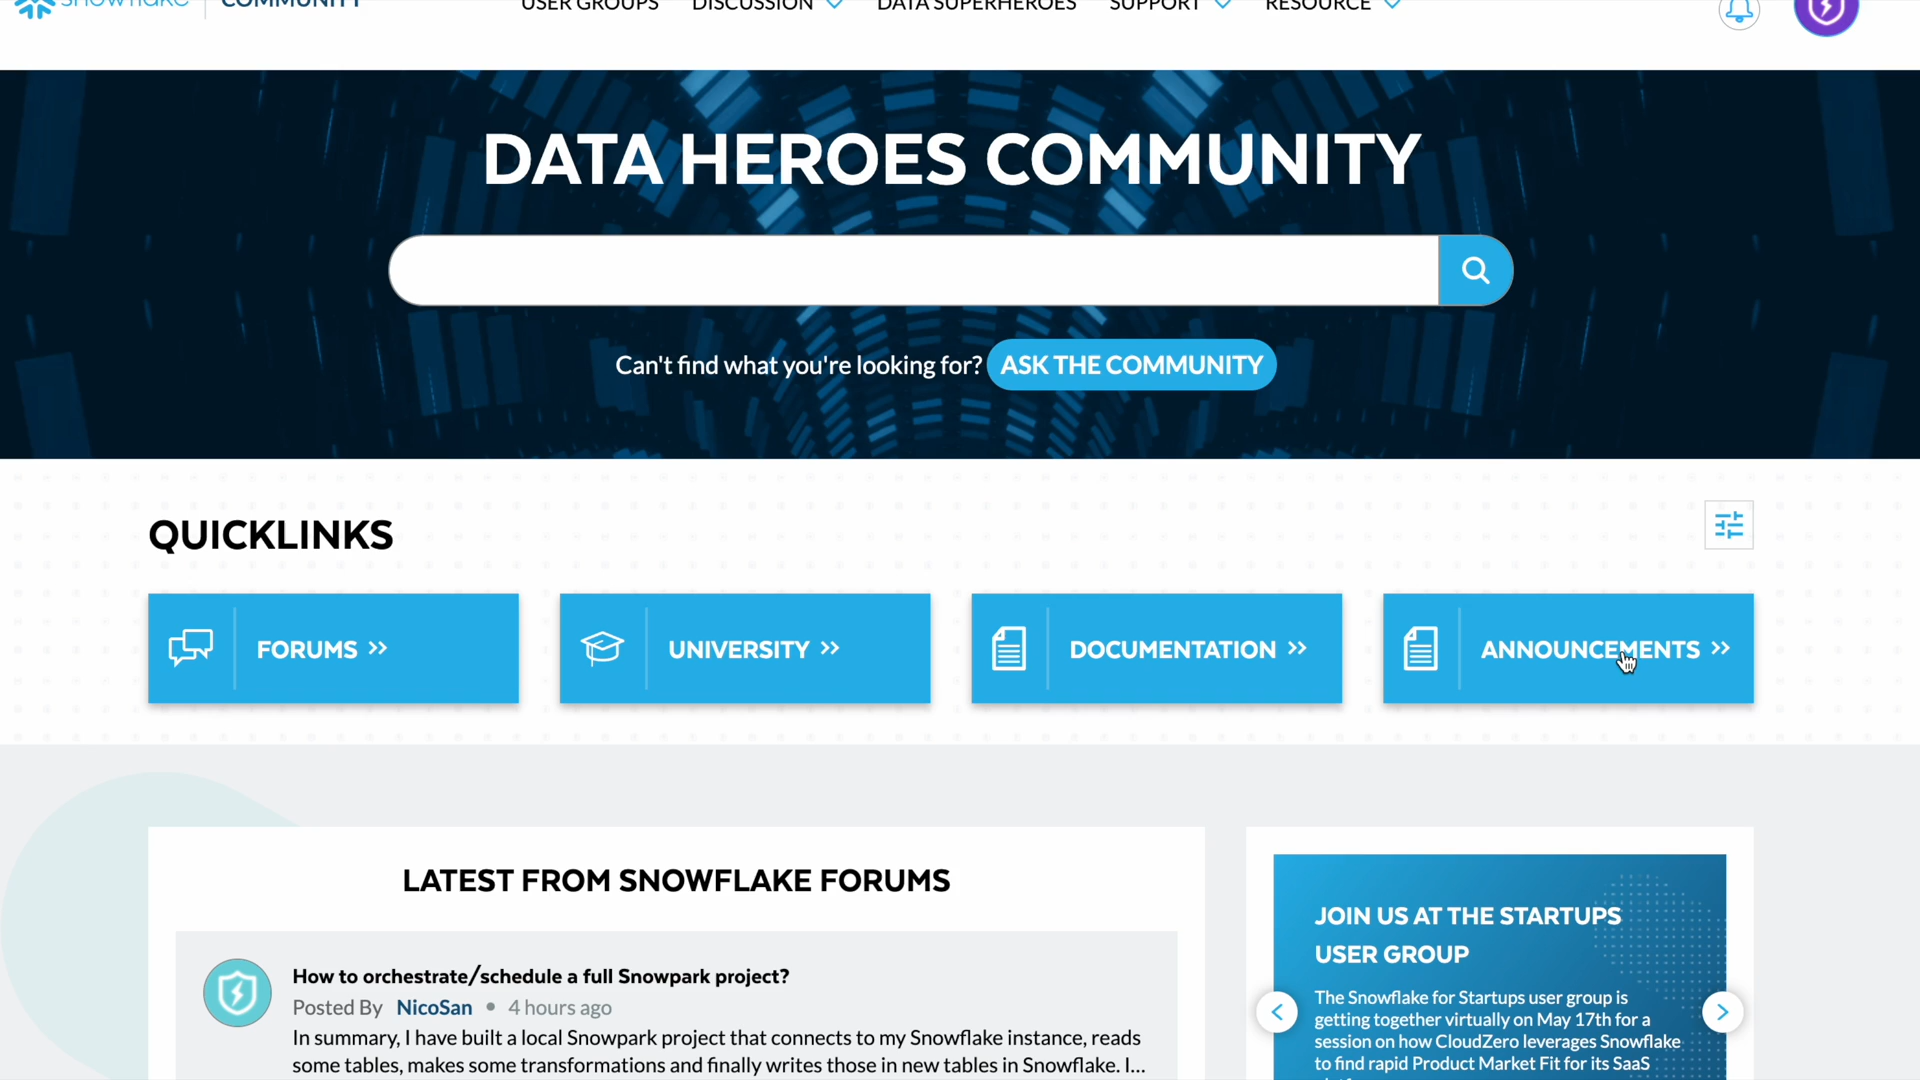 snowflake COMMUNITY
USER GROUPS DISCUSSION DATA SUPERHEROES SUPPORT RESOURCE
DATA HEROES COMMUNITY
Can't find what you're looking for? ASK THE COMMUNITY
QUICKLINKS
FORUMS
UNIVERSITY
DOCUMENTATION
ANNOUNCEMENTS
LATEST FROM SNOWFLAKE FORUMS
How to orchestrate/schedule a full Snowpark project?
Posted By NicoSan • 4 hours ago
In summary, I have built a local Snowpark project that connects to my Snowflake instance, reads
some tables, makes some transformations and finally writes those in new tables in Snowflake. I...
JOIN US AT THE STARTUPS
USER GROUP
The Snowflake for Startups user group is
getting together virtually on May 17th for a
session on how CloudZero leverages Snowflake
to find rapid Product Market Fit for its SaaS